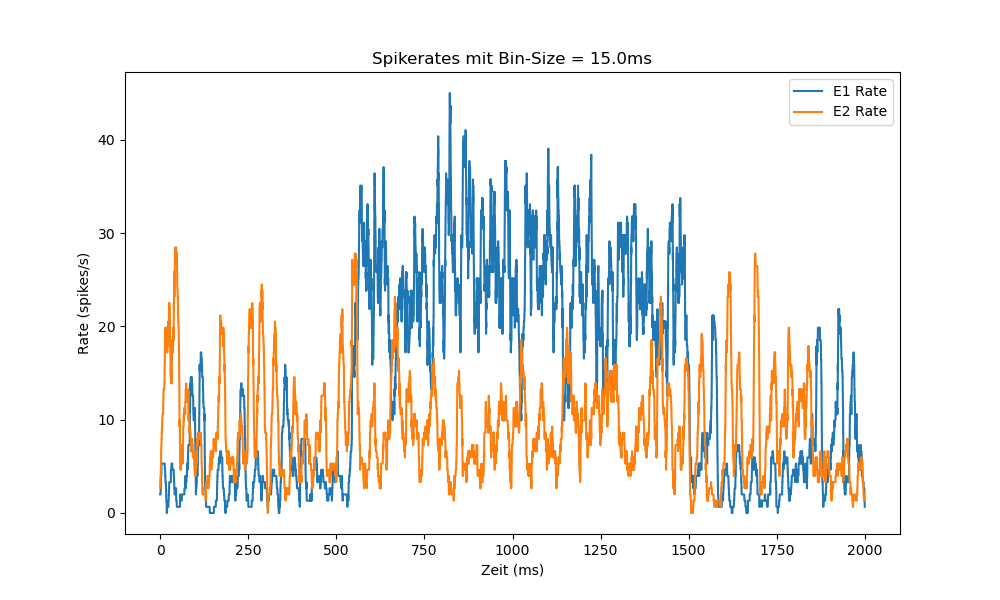 Spikerates mit Bin-Size = 15.0ms
E1 Rate
E2 Rate
Rate (spikes/s)
40
30
20
10
0
0 250 500 750 1000 1250 1500 1750 2000
Zeit (ms)